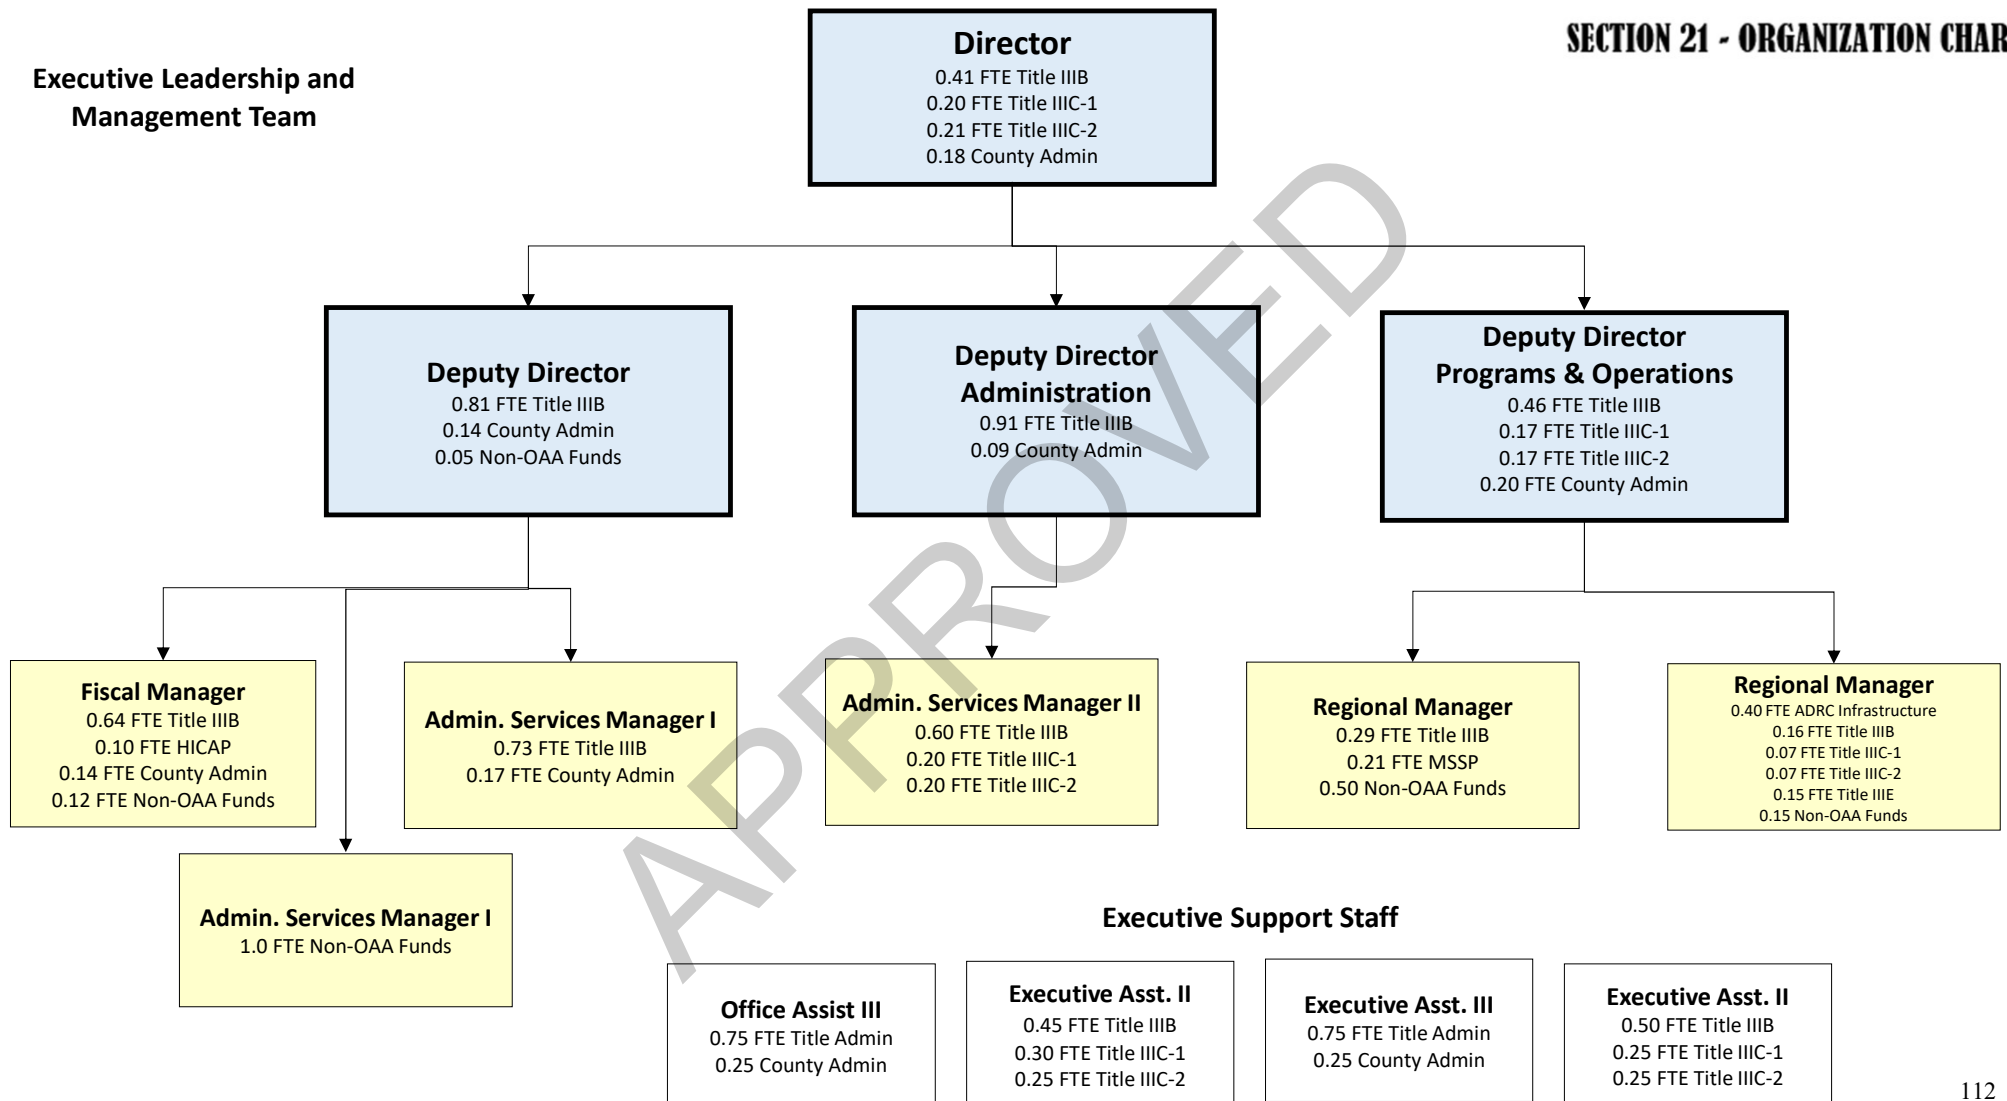 SECTION 21 - ORGANIZATION CHAR
Executive Leadership and
Management Team
Director
0.41 FTE Title IIIB
0.20 FTE Title IIIC-1
0.21 FTE Title IIIC-2
0.18 County Admin
Deputy Director
0.81 FTE Title IIIB
0.14 County Admin
0.05 Non-OAA Funds
Deputy Director
Administration
0.91 FTE Title IIIB
0.09 County Admin
Deputy Director
Programs & Operations
0.46 FTE Title IIIB
0.17 FTE Title IIIC-1
0.17 FTE Title IIIC-2
0.20 FTE County Admin
Fiscal Manager
0.64 FTE Title IIIB
0.10 FTE HICAP
0.14 FTE County Admin
0.12 FTE Non-OAA Funds
Admin. Services Manager I
0.73 FTE Title IIIB
0.17 FTE County Admin
Admin. Services Manager II
0.60 FTE Title IIIB
0.20 FTE Title IIIC-1
0.20 FTE Title IIIC-2
Regional Manager
0.29 FTE Title IIIB
0.21 FTE MSSP
0.50 Non-OAA Funds
Regional Manager
0.40 FTE ADRC Infrastructure
0.16 FTE Title IIIB
0.07 FTE Title IIIC-1
0.07 FTE Title IIIC-2
0.15 FTE Title IIIE
0.15 Non-OAA Funds
Admin. Services Manager I
1.0 FTE Non-OAA Funds
Executive Support Staff
Office Assist III
0.75 FTE Title Admin
0.25 County Admin
Executive Asst. II
0.45 FTE Title IIIB
0.30 FTE Title IIIC-1
0.25 FTE Title IIIC-2
Executive Asst. III
0.75 FTE Title Admin
0.25 County Admin
Executive Asst. II
0.50 FTE Title IIIB
0.25 FTE Title IIIC-1
0.25 FTE Title IIIC-2
APPROVED
112